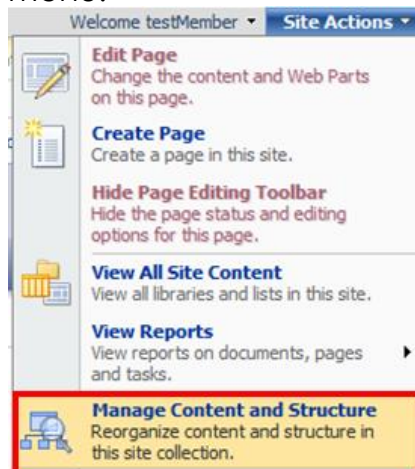 menu.
Welcome testMember Site Actions
Edit Page
Change the content and Web Parts
on this page.
Create Page
Create a page in this site.
Hide Page Editing Toolbar
Hide the page status and editing
options for this page.
View All Site Content
View all libraries and lists in this site.
View Reports
View reports on documents, pages
and tasks.
Manage Content and Structure
Reorganize content and structure in
this site collection.